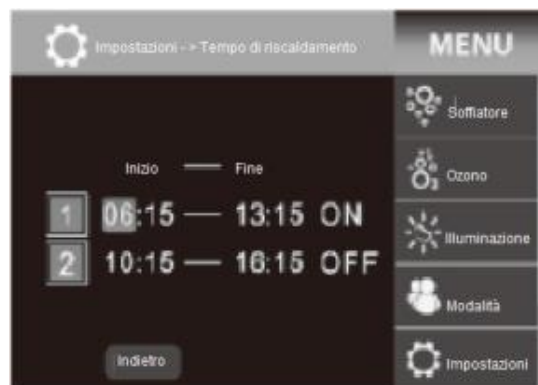 Impostazioni - > Tempo di riscaldamento
MENU
Soffiatore
Ozono
Illuminazione
Modalità
Impostazioni
Inizio — Fine
1 06:15 — 13:15 ON
2 10:15 — 16:15 OFF
Indietro